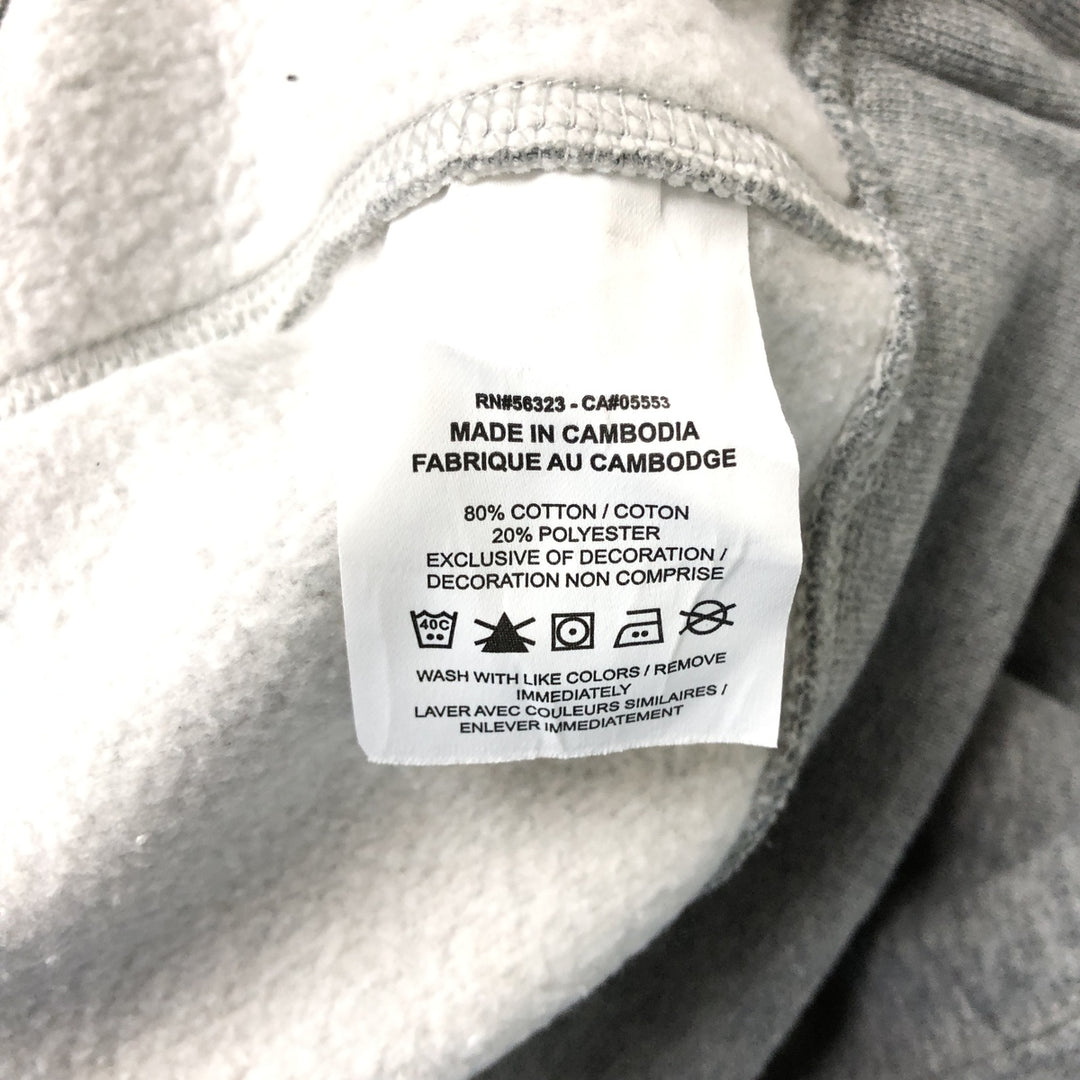 RN#56323 - CA#05553
MADE IN CAMBODIA
FABRIQUE AU CAMBODGE
80% COTTON / COTON
20% POLYESTER
EXCLUSIVE OF DECORATION /
DECORATION NON COMPRISE
40C
WASH WITH LIKE COLORS / REMOVE
IMMEDIATELY
LAVER AVEC COULEURS SIMILAIRES /
ENLEVER IMMEDIATEMENT